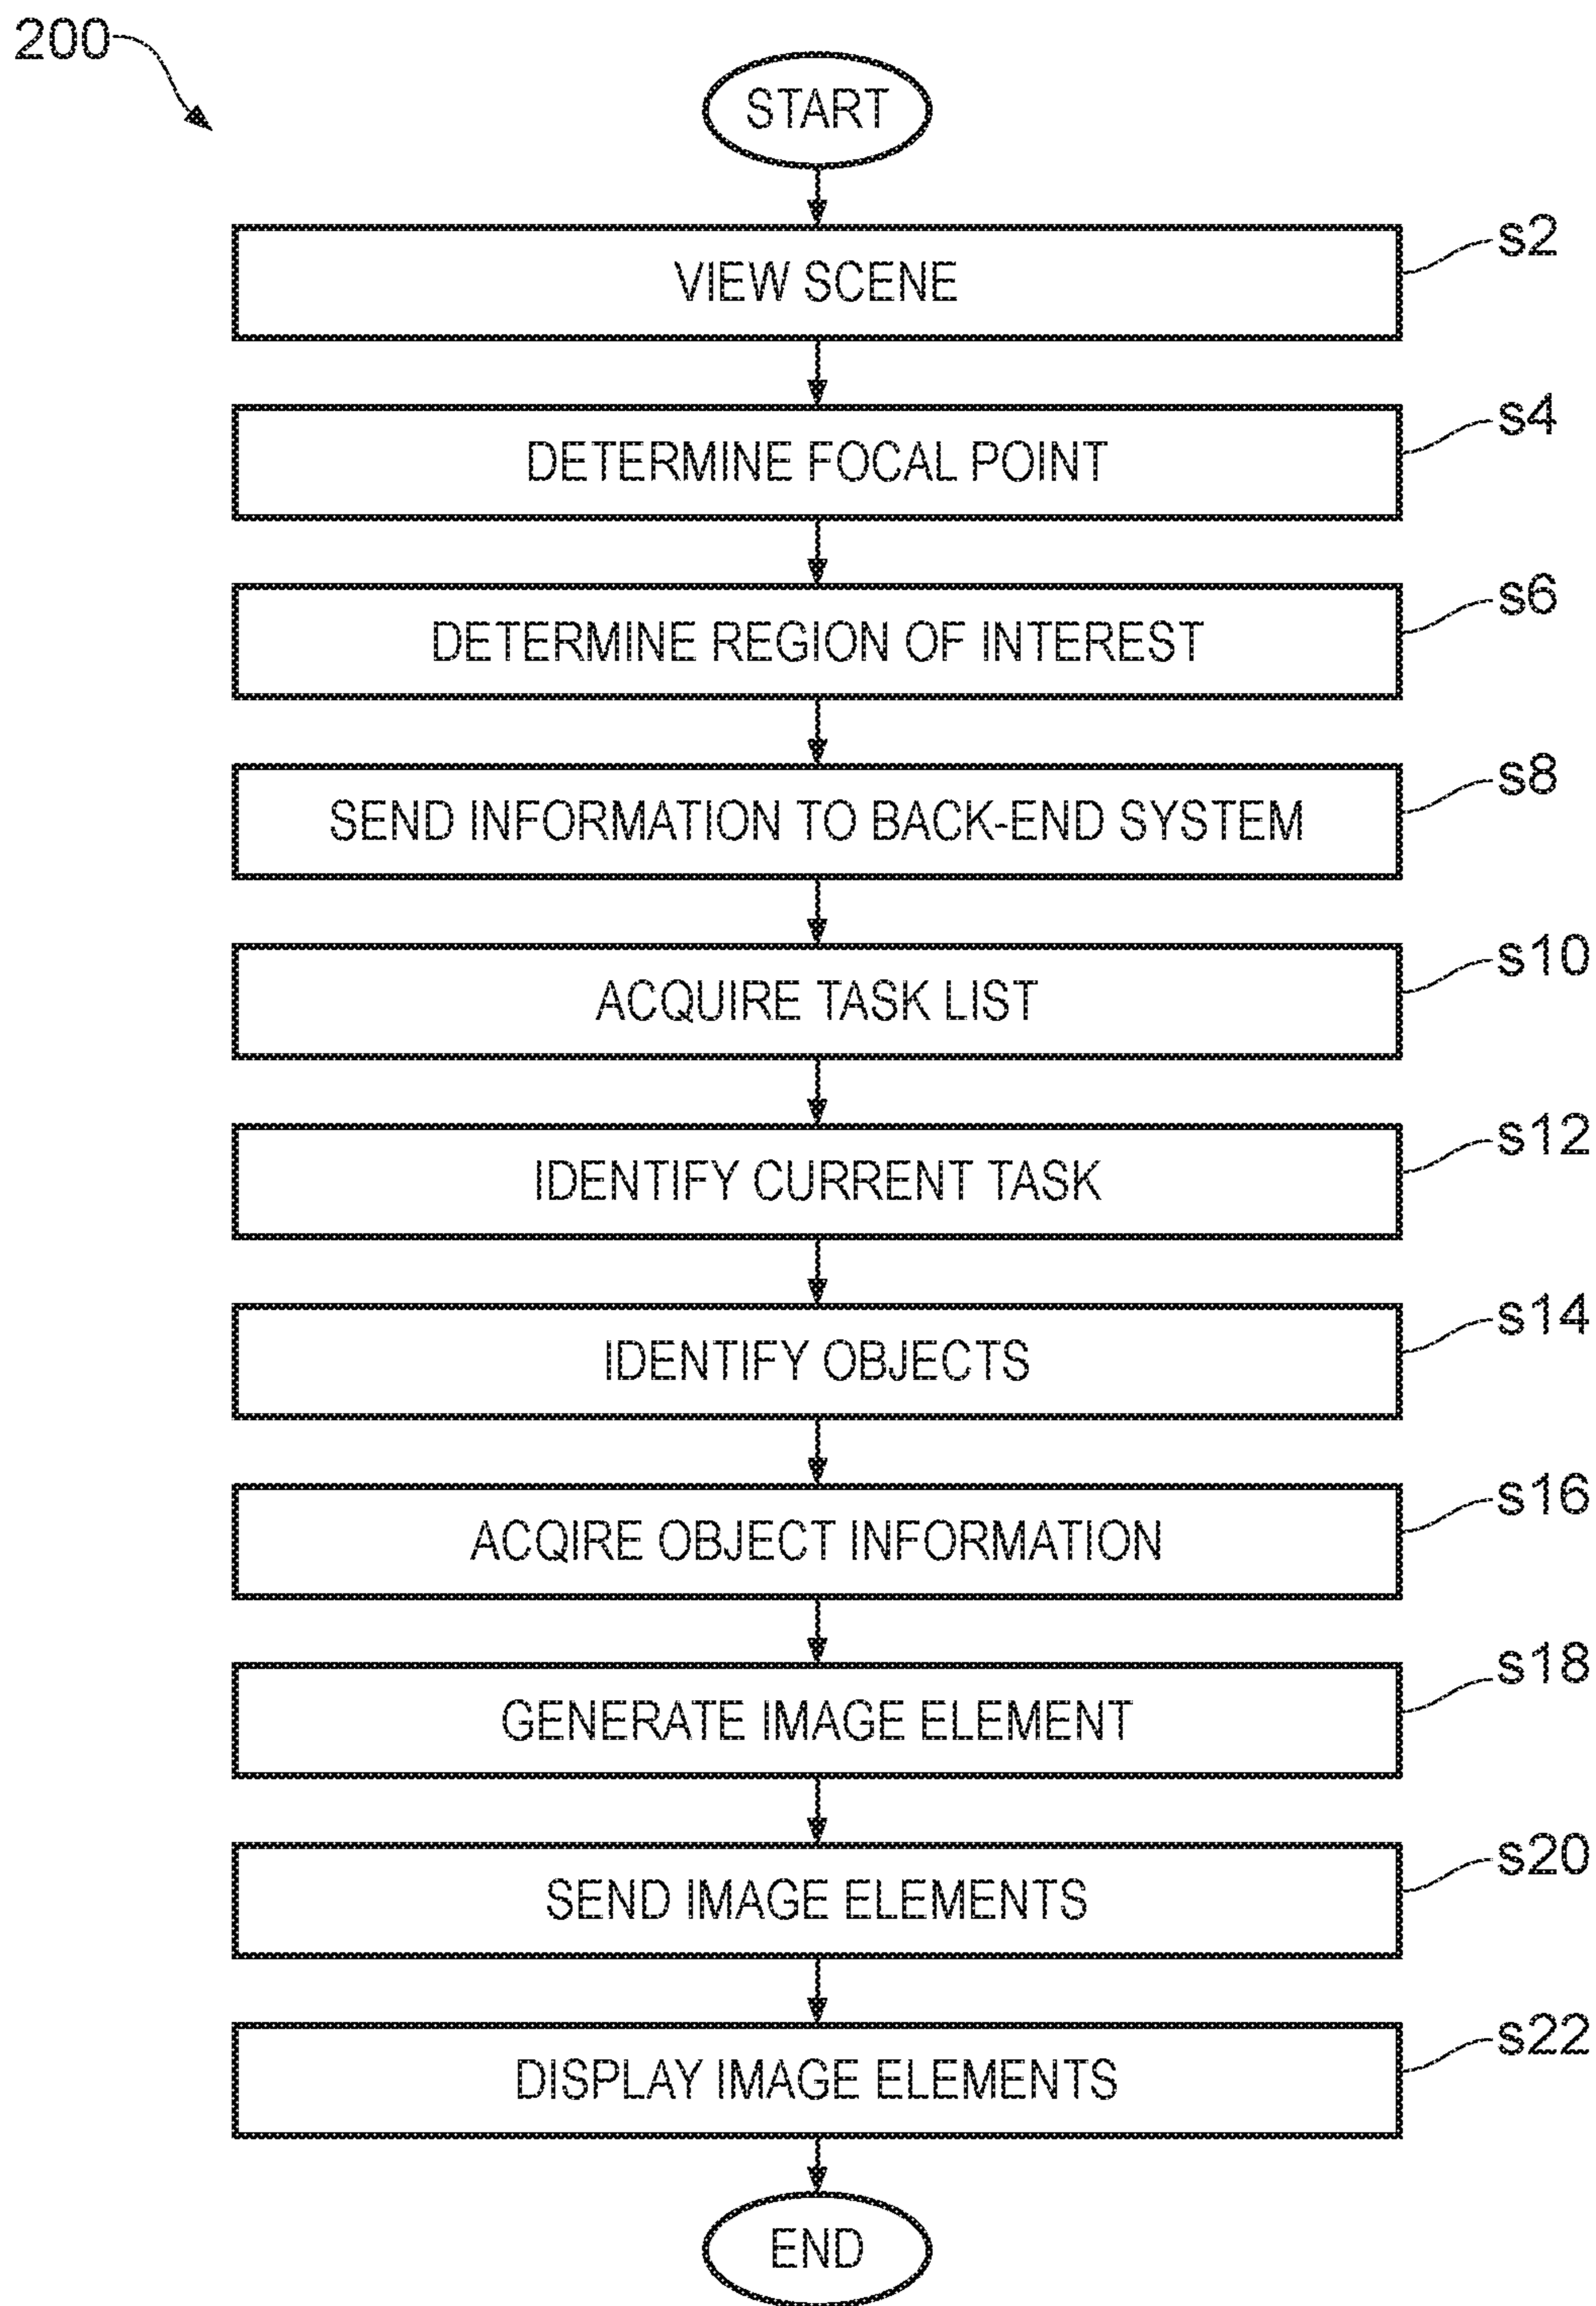 200
START
VIEW SCENE
s2
DETERMINE FOCAL POINT
s4
DETERMINE REGION OF INTEREST
s6
SEND INFORMATION TO BACK-END SYSTEM
s8
ACQUIRE TASK LIST
s10
IDENTIFY CURRENT TASK
s12
IDENTIFY OBJECTS
s14
ACQIRE OBJECT INFORMATION
s16
GENERATE IMAGE ELEMENT
s18
SEND IMAGE ELEMENTS
s20
DISPLAY IMAGE ELEMENTS
s22
END